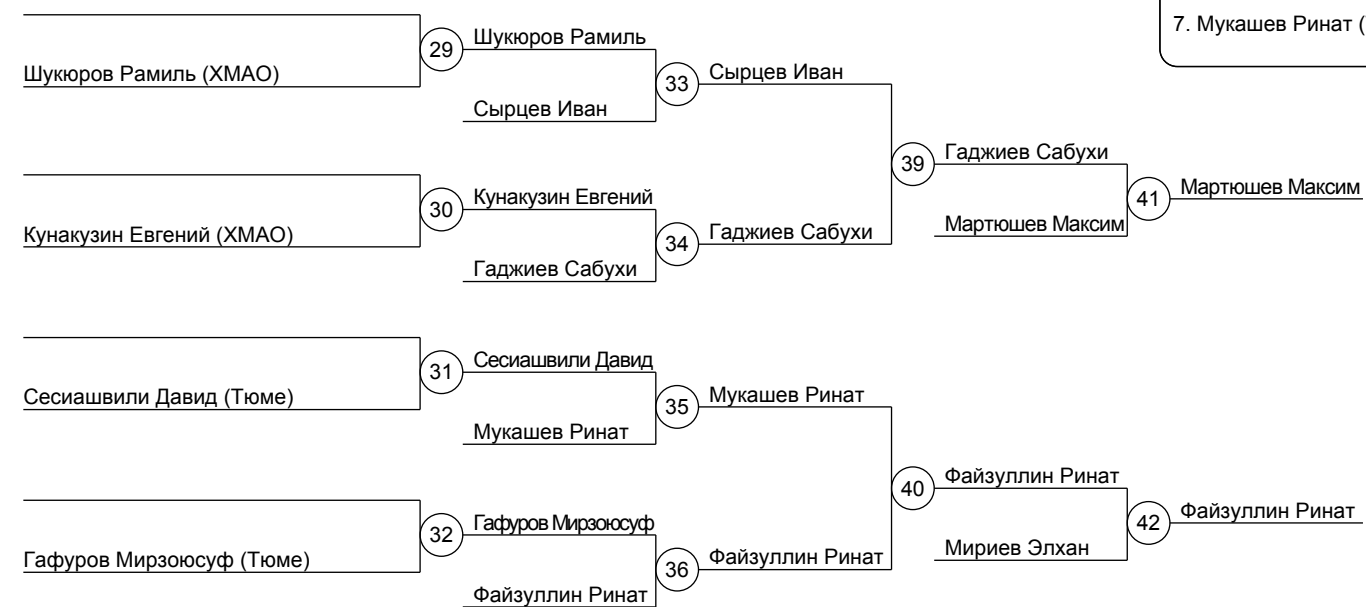 7. Мукашев Ринат (
29
Шукюров Рамиль
Шукюров Рамиль (ХМАО)
33
Сырцев Иван
Сырцев Иван
39
Гаджиев Сабухи
30
Кунакузин Евгений
41
Мартюшев Максим
Кунакузин Евгений (ХМАО)
34
Гаджиев Сабухи
Мартюшев Максим
Гаджиев Сабухи
31
Сесиашвили Давид
Сесиашвили Давид (Тюме)
35
Мукашев Ринат
Мукашев Ринат
40
Файзуллин Ринат
32
Гафуров Мирзоюсуф
42
Файзуллин Ринат
Гафуров Мирзоюсуф (Тюме)
36
Файзуллин Ринат
Мириев Элхан
Файзуллин Ринат